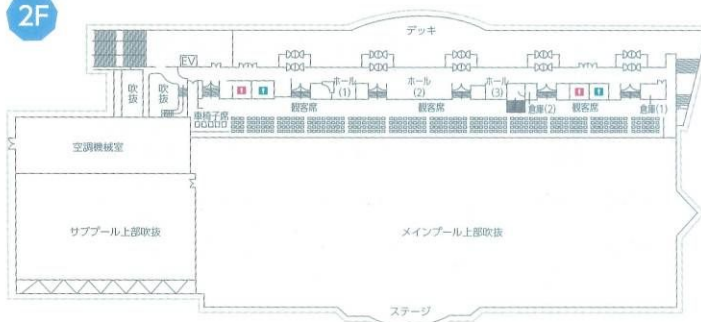 2F
デッキ
EV
吹抜
吹抜
ホール
(1)
ホール
(2)
ホール
(3)
観客席
観客席
倉庫(2)
観客席
倉庫(1)
車椅子席
空調機械室
サブプール上部吹抜
メインプール上部吹抜
ステージ